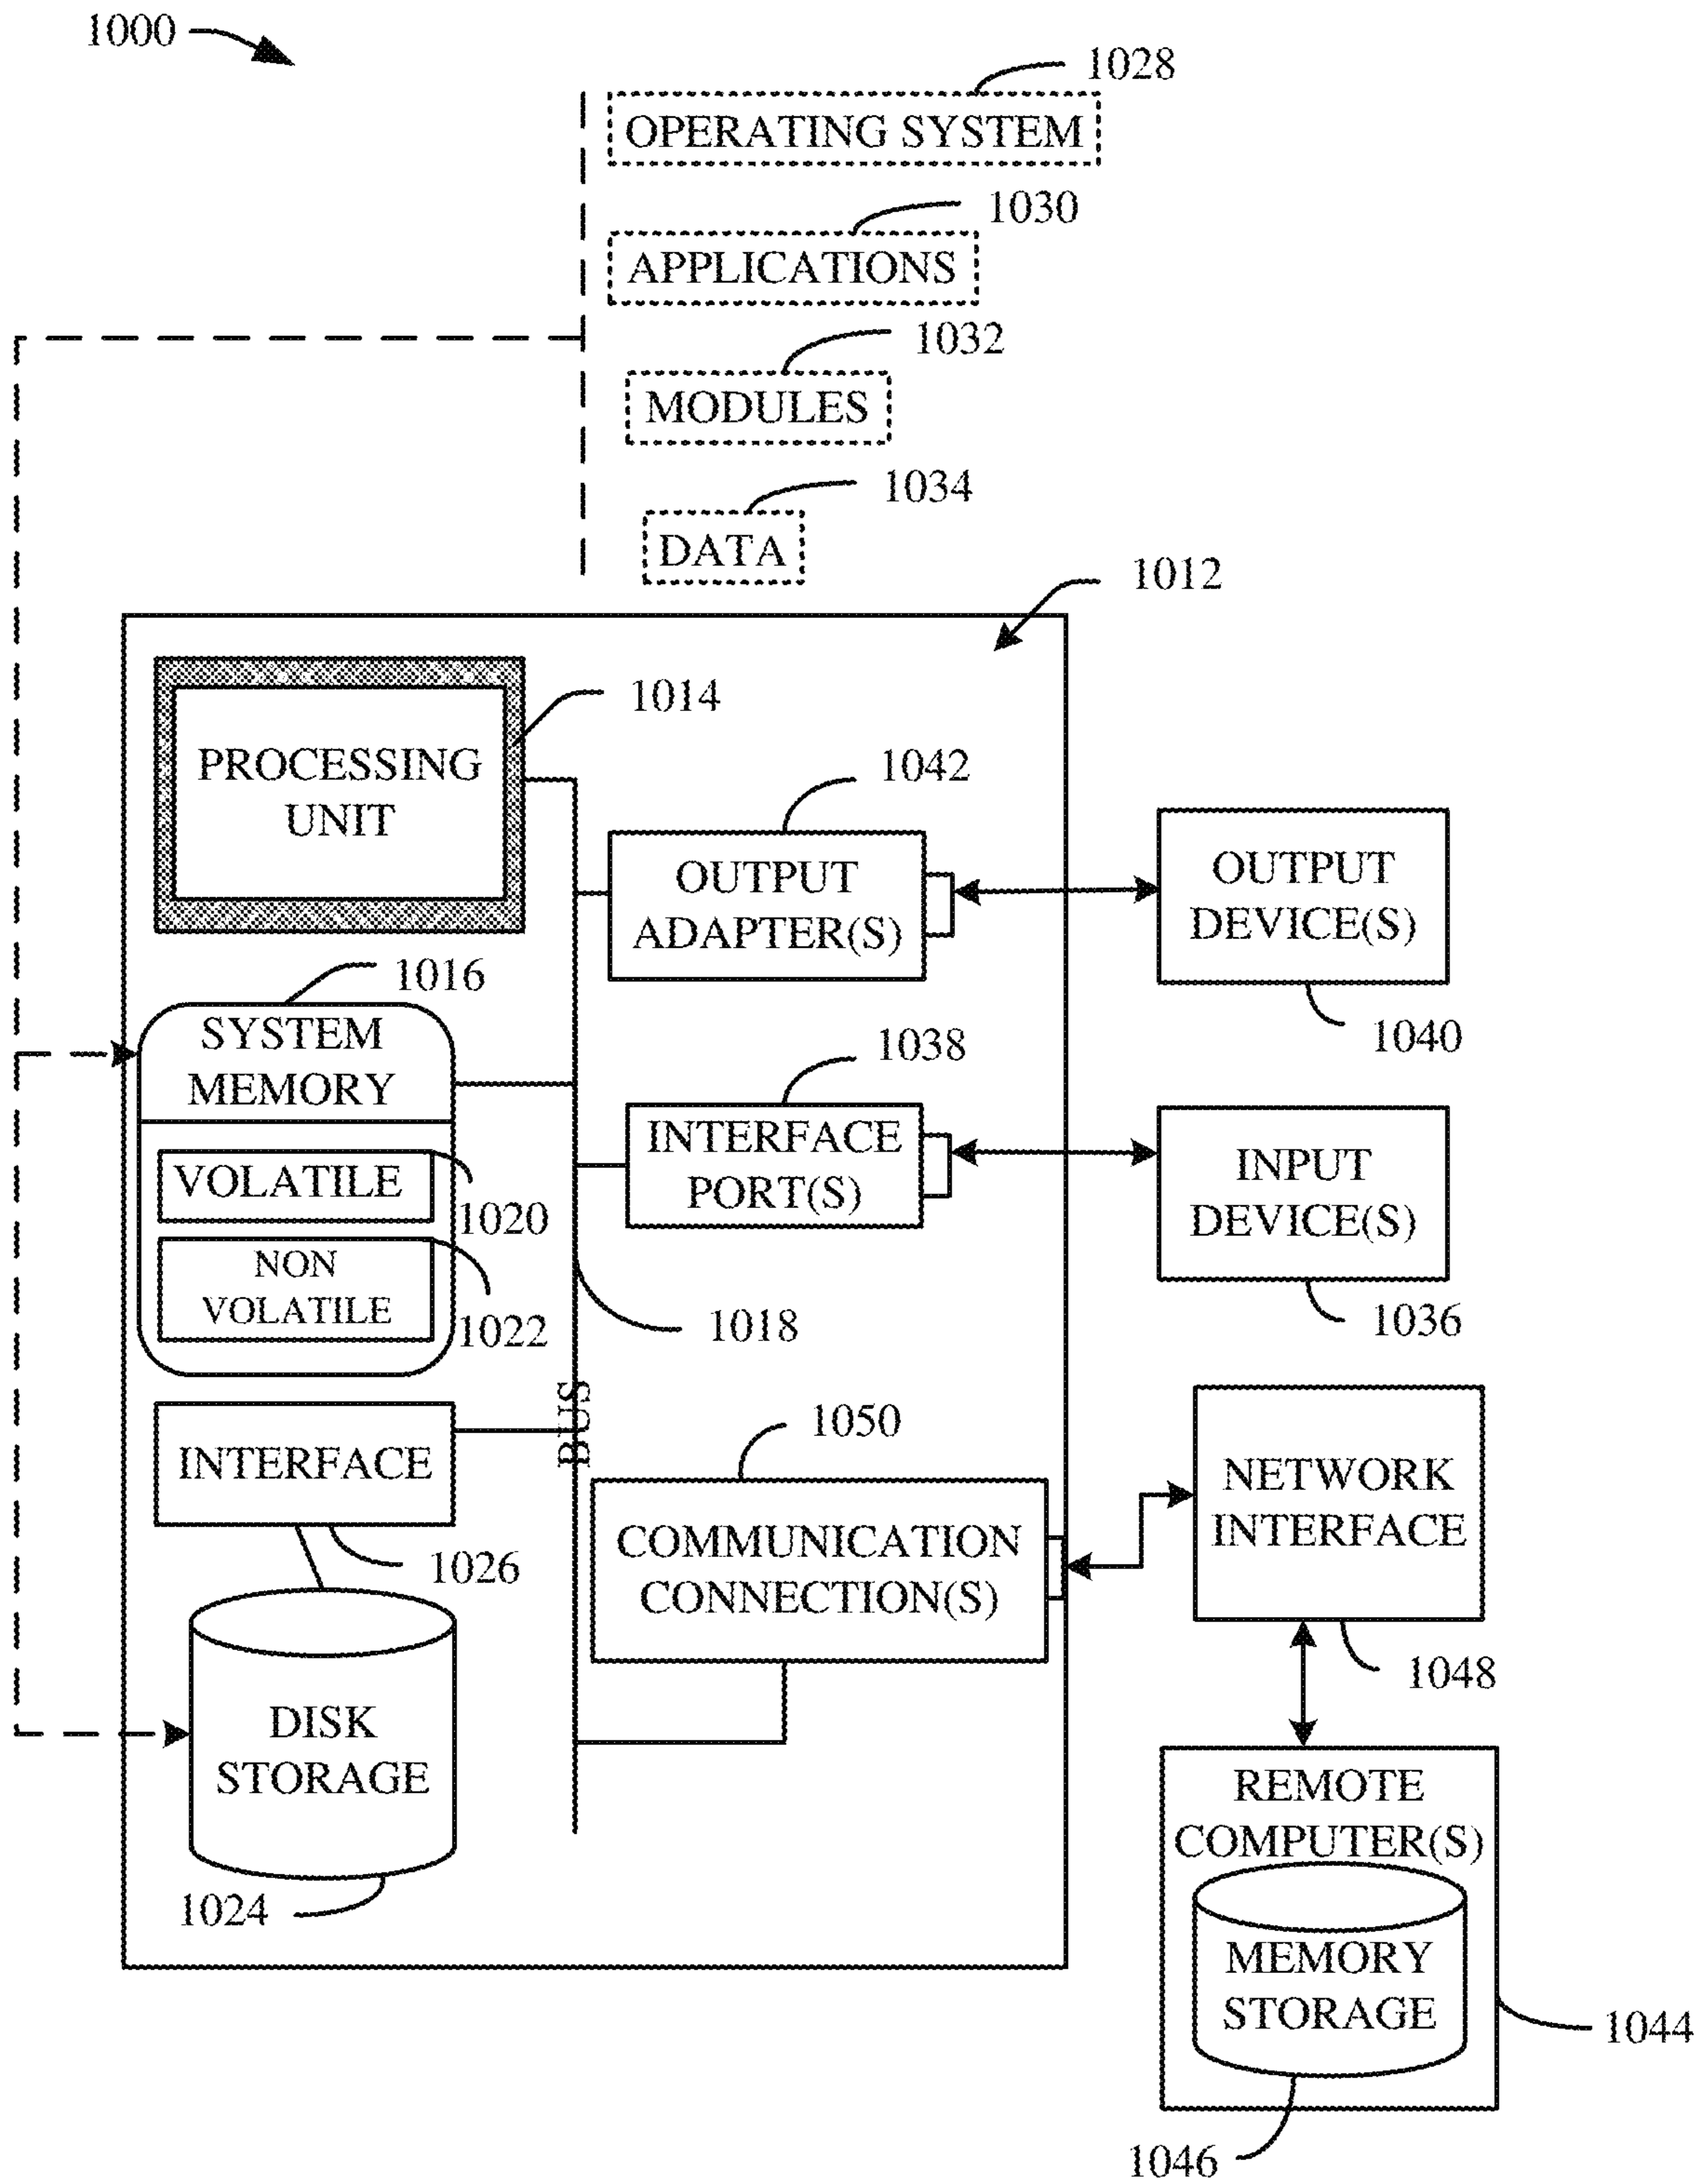 1000
1028
OPERATING SYSTEM
1030
APPLICATIONS
1032
MODULES
1034
DATA
1012
PROCESSING
UNIT
1014
1042
OUTPUT
ADAPTER(S)
OUTPUT
DEVICE(S)
1040
1016
SYSTEM
MEMORY
VOLATILE
1020
NON
VOLATILE
1022
1038
INTERFACE
PORT(S)
INPUT
DEVICE(S)
1036
1018
BUS
INTERFACE
1026
1050
COMMUNICATION
CONNECTION(S)
NETWORK
INTERFACE
1048
DISK
STORAGE
1024
REMOTE
COMPUTER(S)
MEMORY
STORAGE
1044
1046